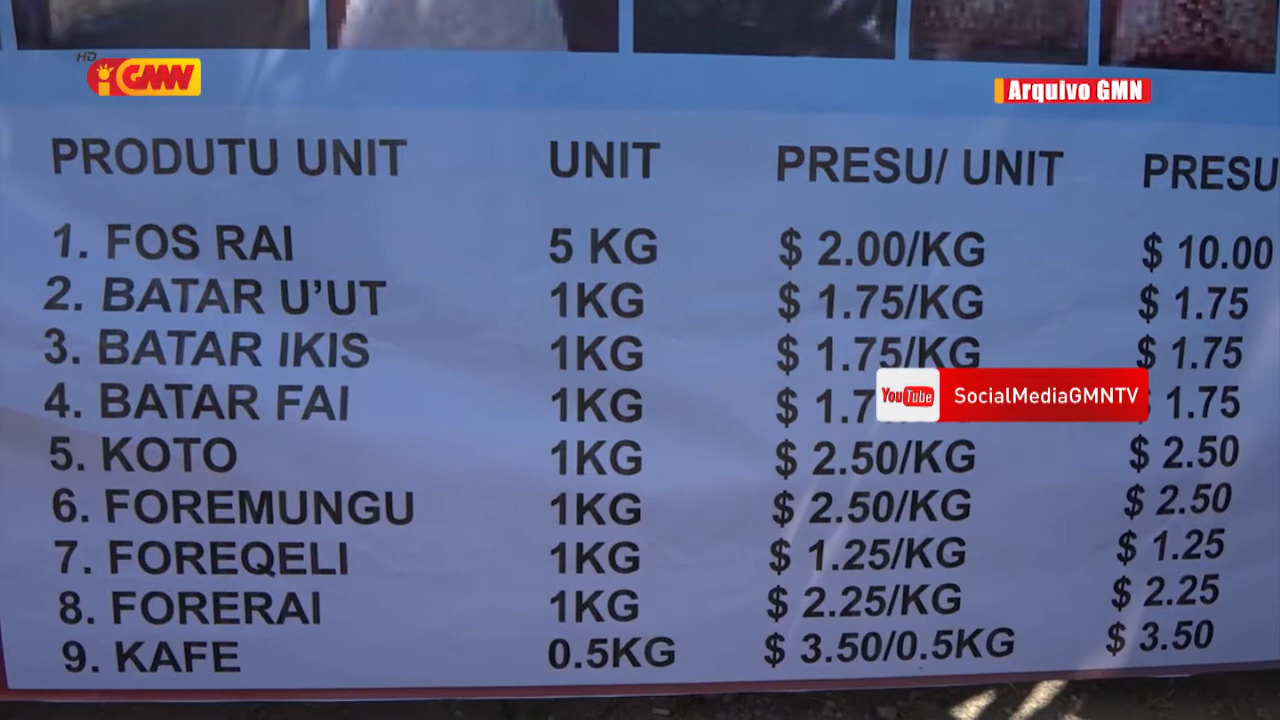 HD
GMN
Arquivo GMN
PRODUTU UNIT UNIT PRESU/ UNIT PRESU
1. FOS RAI 5 KG $ 2.00/KG $ 10.00
2. BATAR U'UT 1KG $ 1.75/KG $ 1.75
3. BATAR IKIS 1KG $ 1.75/KG $ 1.75
4. BATAR FAI 1KG $ 1.7 $ 1.75
YouTube SocialMediaGMNTV
5. KOTO 1KG $ 2.50/KG $ 2.50
6. FOREMUNGU 1KG $ 2.50/KG $ 2.50
7. FOREQELI 1KG $ 1.25/KG $ 1.25
8. FORERAI 1KG $ 2.25/KG $ 2.25
9. KAFE 0.5KG $ 3.50/0.5KG $ 3.50